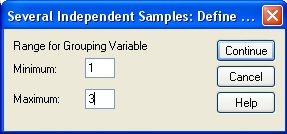 Several Independent Samples: Define ...
Range for Grouping Variable
Minimum: 1
Maximum: 3
Continue
Cancel
Help